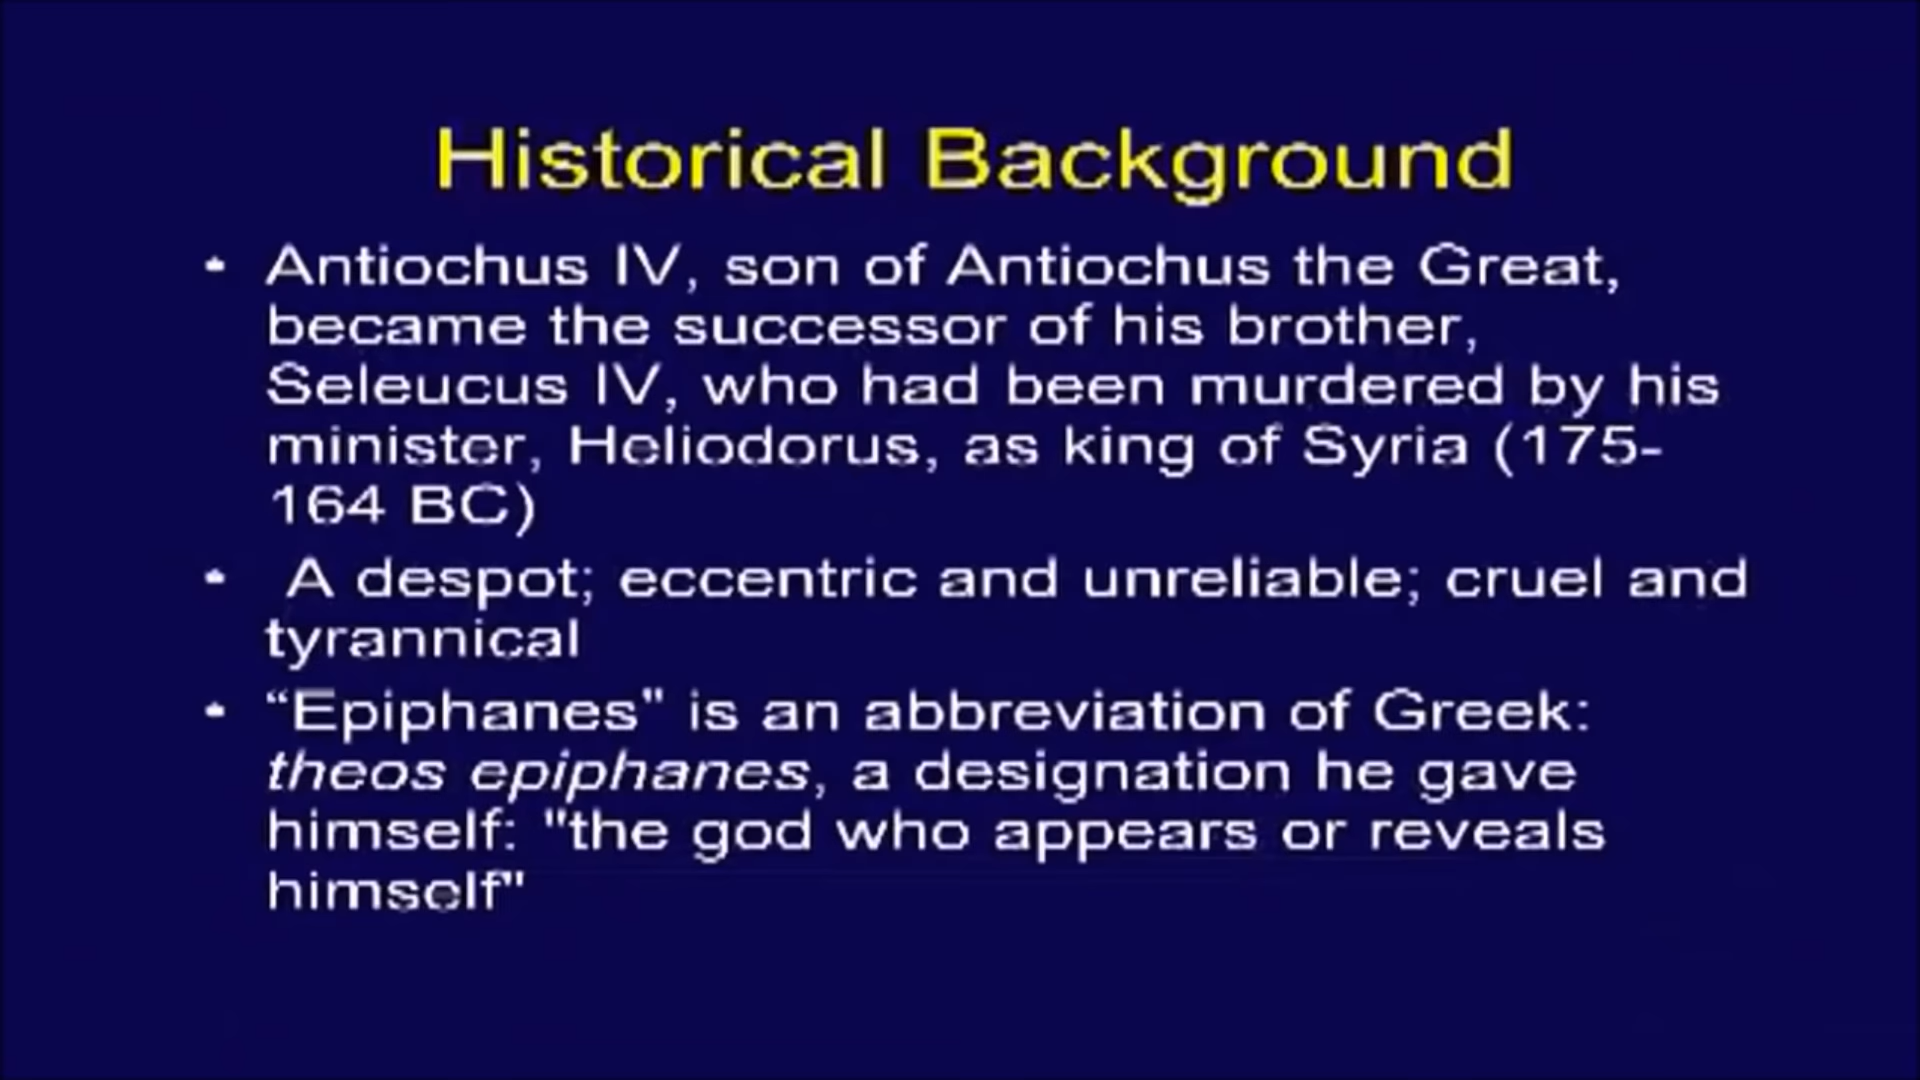 Historical Background
• Antiochus IV, son of Antiochus the Great,
became the successor of his brother,
Seleucus IV, who had been murdered by his
minister, Heliodorus, as king of Syria (175-
164 BC)
• A despot; eccentric and unreliable; cruel and
tyrannical
• “Epiphanes" is an abbreviation of Greek:
theos epiphanes, a designation he gave
himself: "the god who appears or reveals
himself"